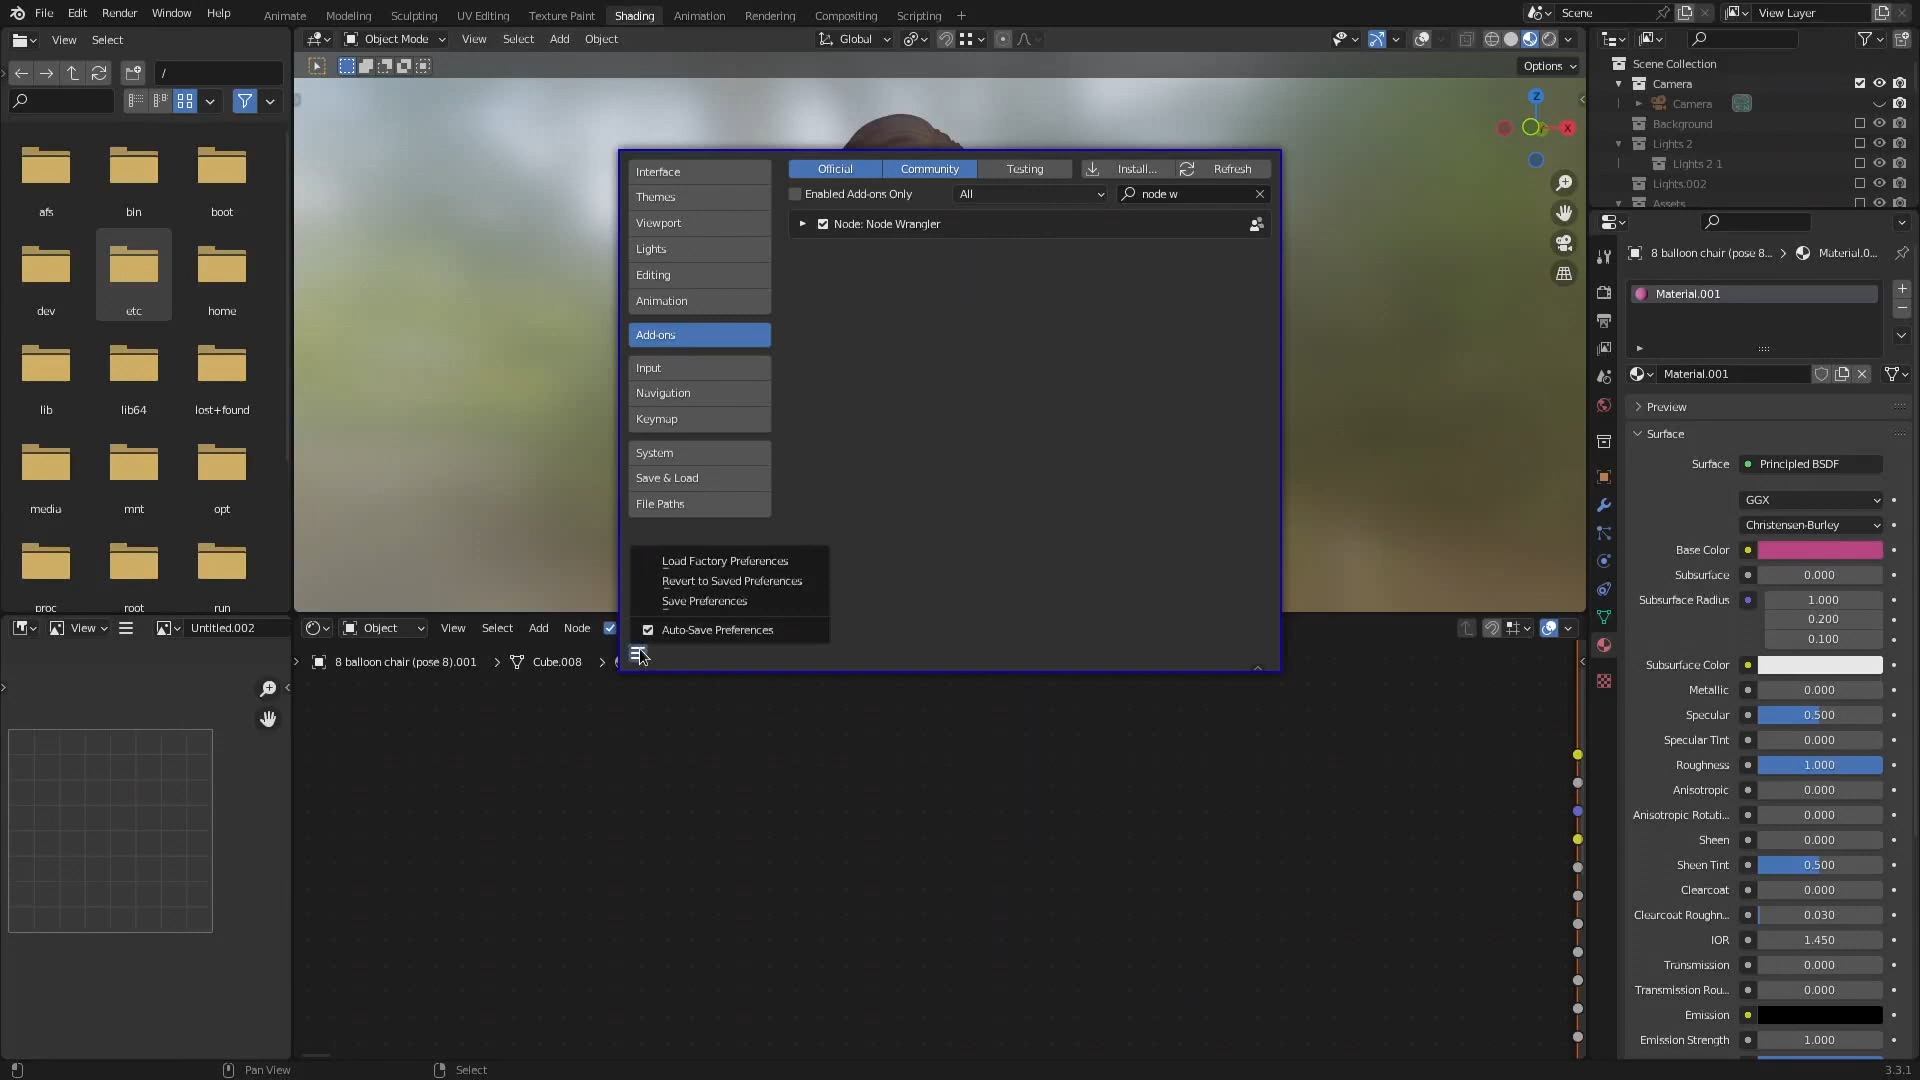 File Edit Render Window Help Animate Modeling Sculpting UV Editing Texture Paint Shading Animation Rendering Compositing Scripting + Scene View Layer
View Select
/
Object Mode View Select Add Object Global
Options
afs bin boot
dev etc home
lib lib64 lost+found
media mnt opt
proc root run
Scene Collection
Camera
Camera
Background
Lights 2
Lights 2 1
Lights.002
Assets
Interface
Themes
Viewport
Lights
Editing
Animation
Add-ons
Input
Navigation
Keymap
System
Save & Load
File Paths
Official Community Testing Install... Refresh
Enabled Add-ons Only All node w
Node: Node Wrangler
Load Factory Preferences
Revert to Saved Preferences
Save Preferences
Auto-Save Preferences
View Untitled.002
Object View Select Add Node
8 balloon chair (pose 8).001 > Cube.008 >
8 balloon chair (pose 8... > Material.0...
Material.001
Material.001
Preview
Surface
Surface Principled BSDF
GGX
Christensen-Burley
Base Color
Subsurface 0.000
Subsurface Radius 1.000
0.200
0.100
Subsurface Color
Metallic 0.000
Specular 0.500
Specular Tint 0.000
Roughness 1.000
Anisotropic 0.000
Anisotropic Rotati... 0.000
Sheen 0.000
Sheen Tint 0.500
Clearcoat 0.000
Clearcoat Roughn... 0.030
IOR 1.450
Transmission 0.000
Transmission Rou... 0.000
Emission
Emission Strength 1.000
Pan View Select 3.3.1
X
Z